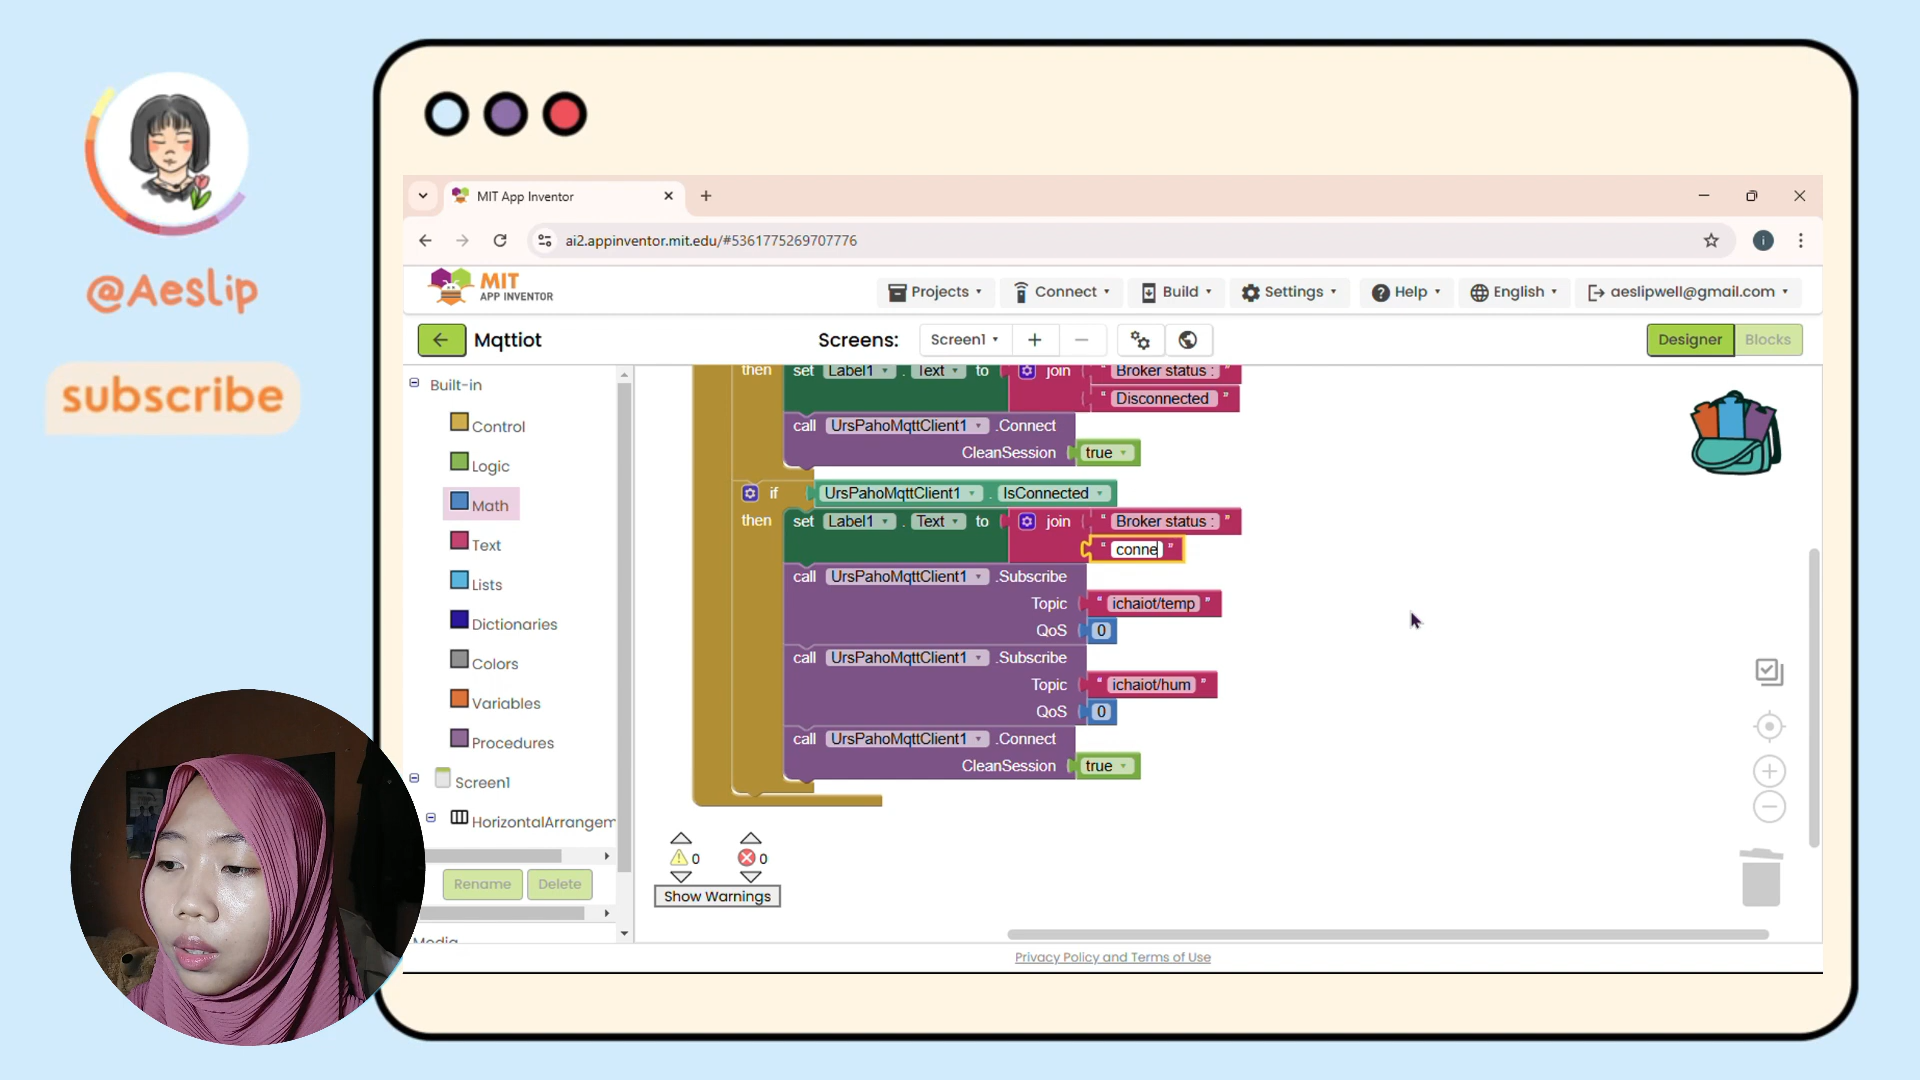 @Aeslip
subscribe
MIT App Inventor
ai2.appinventor.mit.edu/#5361775269707776
MIT
APP INVENTOR
Projects
Connect
Build
Settings
Help
English
aeslipwell@gmail.com
Mqttiot
Screens:
Screen1
Designer
Blocks
Built-in
Control
Logic
Math
Text
Lists
Dictionaries
Colors
Variables
Procedures
Screen1
HorizontalArrangem
Rename
Delete
Media
then set Label1 . Text to join " Broker status : "
" Disconnected "
call UrsPahoMqttClient1 .Connect
CleanSession true
if UrsPahoMqttClient1 . IsConnected
then set Label1 . Text to join " Broker status : "
" conne "
call UrsPahoMqttClient1 .Subscribe
Topic " ichaiot/temp "
QoS 0
call UrsPahoMqttClient1 .Subscribe
Topic " ichaiot/hum "
QoS 0
call UrsPahoMqttClient1 .Connect
CleanSession true
0 0
Show Warnings
Privacy Policy and Terms of Use